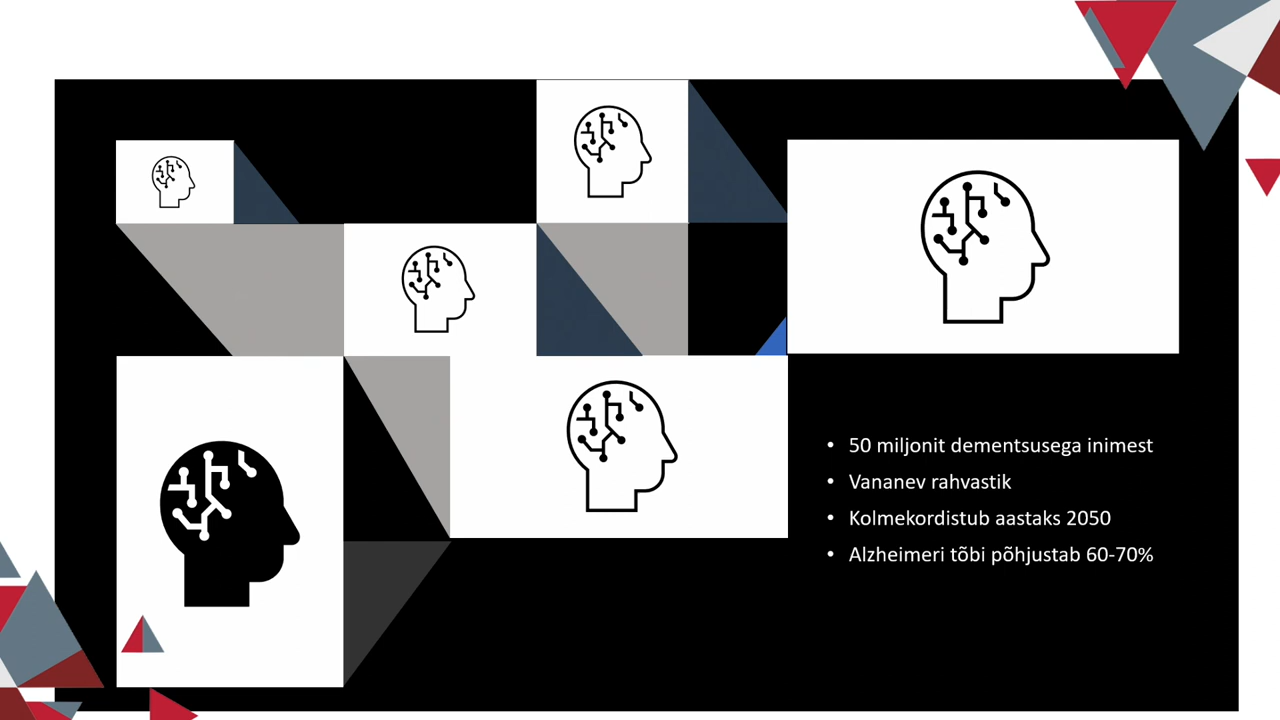 • 50 miljonit dementsusega inimest
• Vananev rahvastik
• Kolmekordistub aastaks 2050
• Alzheimeri tõbi põhjustab 60-70%